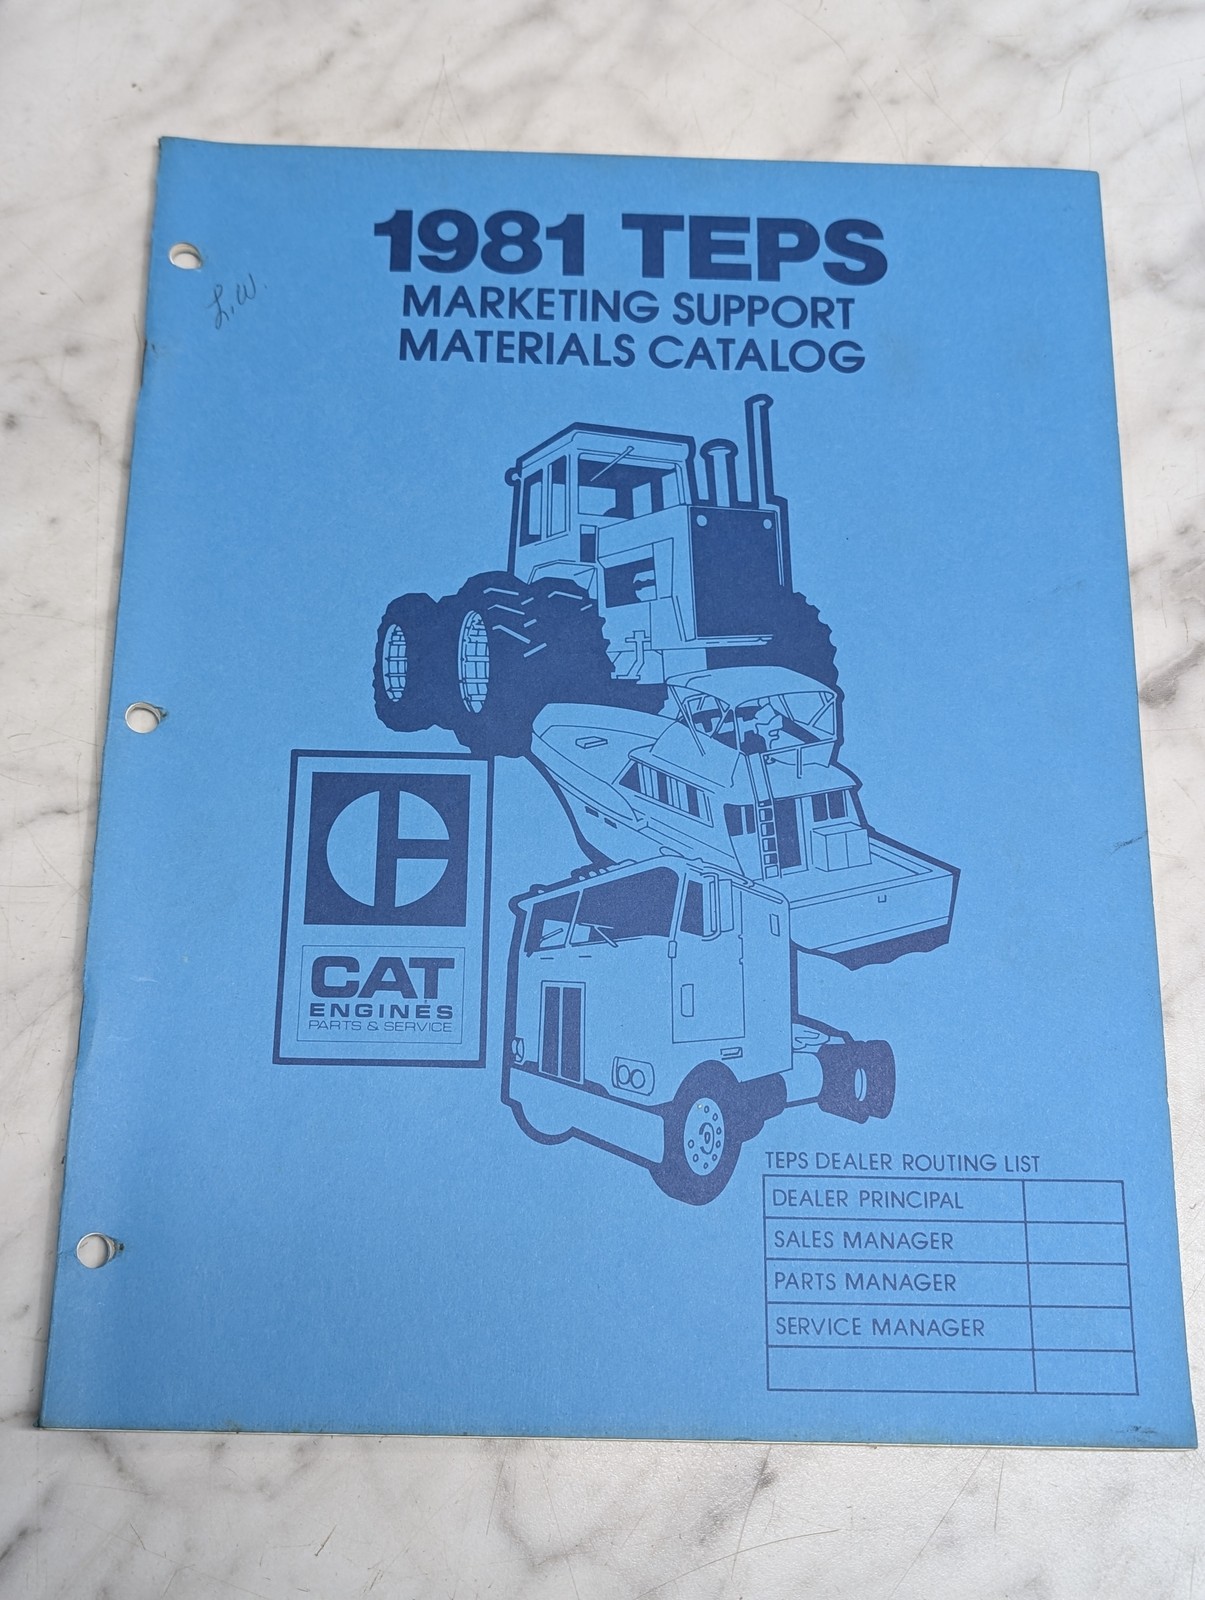 1981 TEPS
MARKETING SUPPORT
MATERIALS CATALOG
L.W.
CAT
ENGINES
PARTS & SERVICE
TEPS DEALER ROUTING LIST
DEALER PRINCIPAL
SALES MANAGER
PARTS MANAGER
SERVICE MANAGER